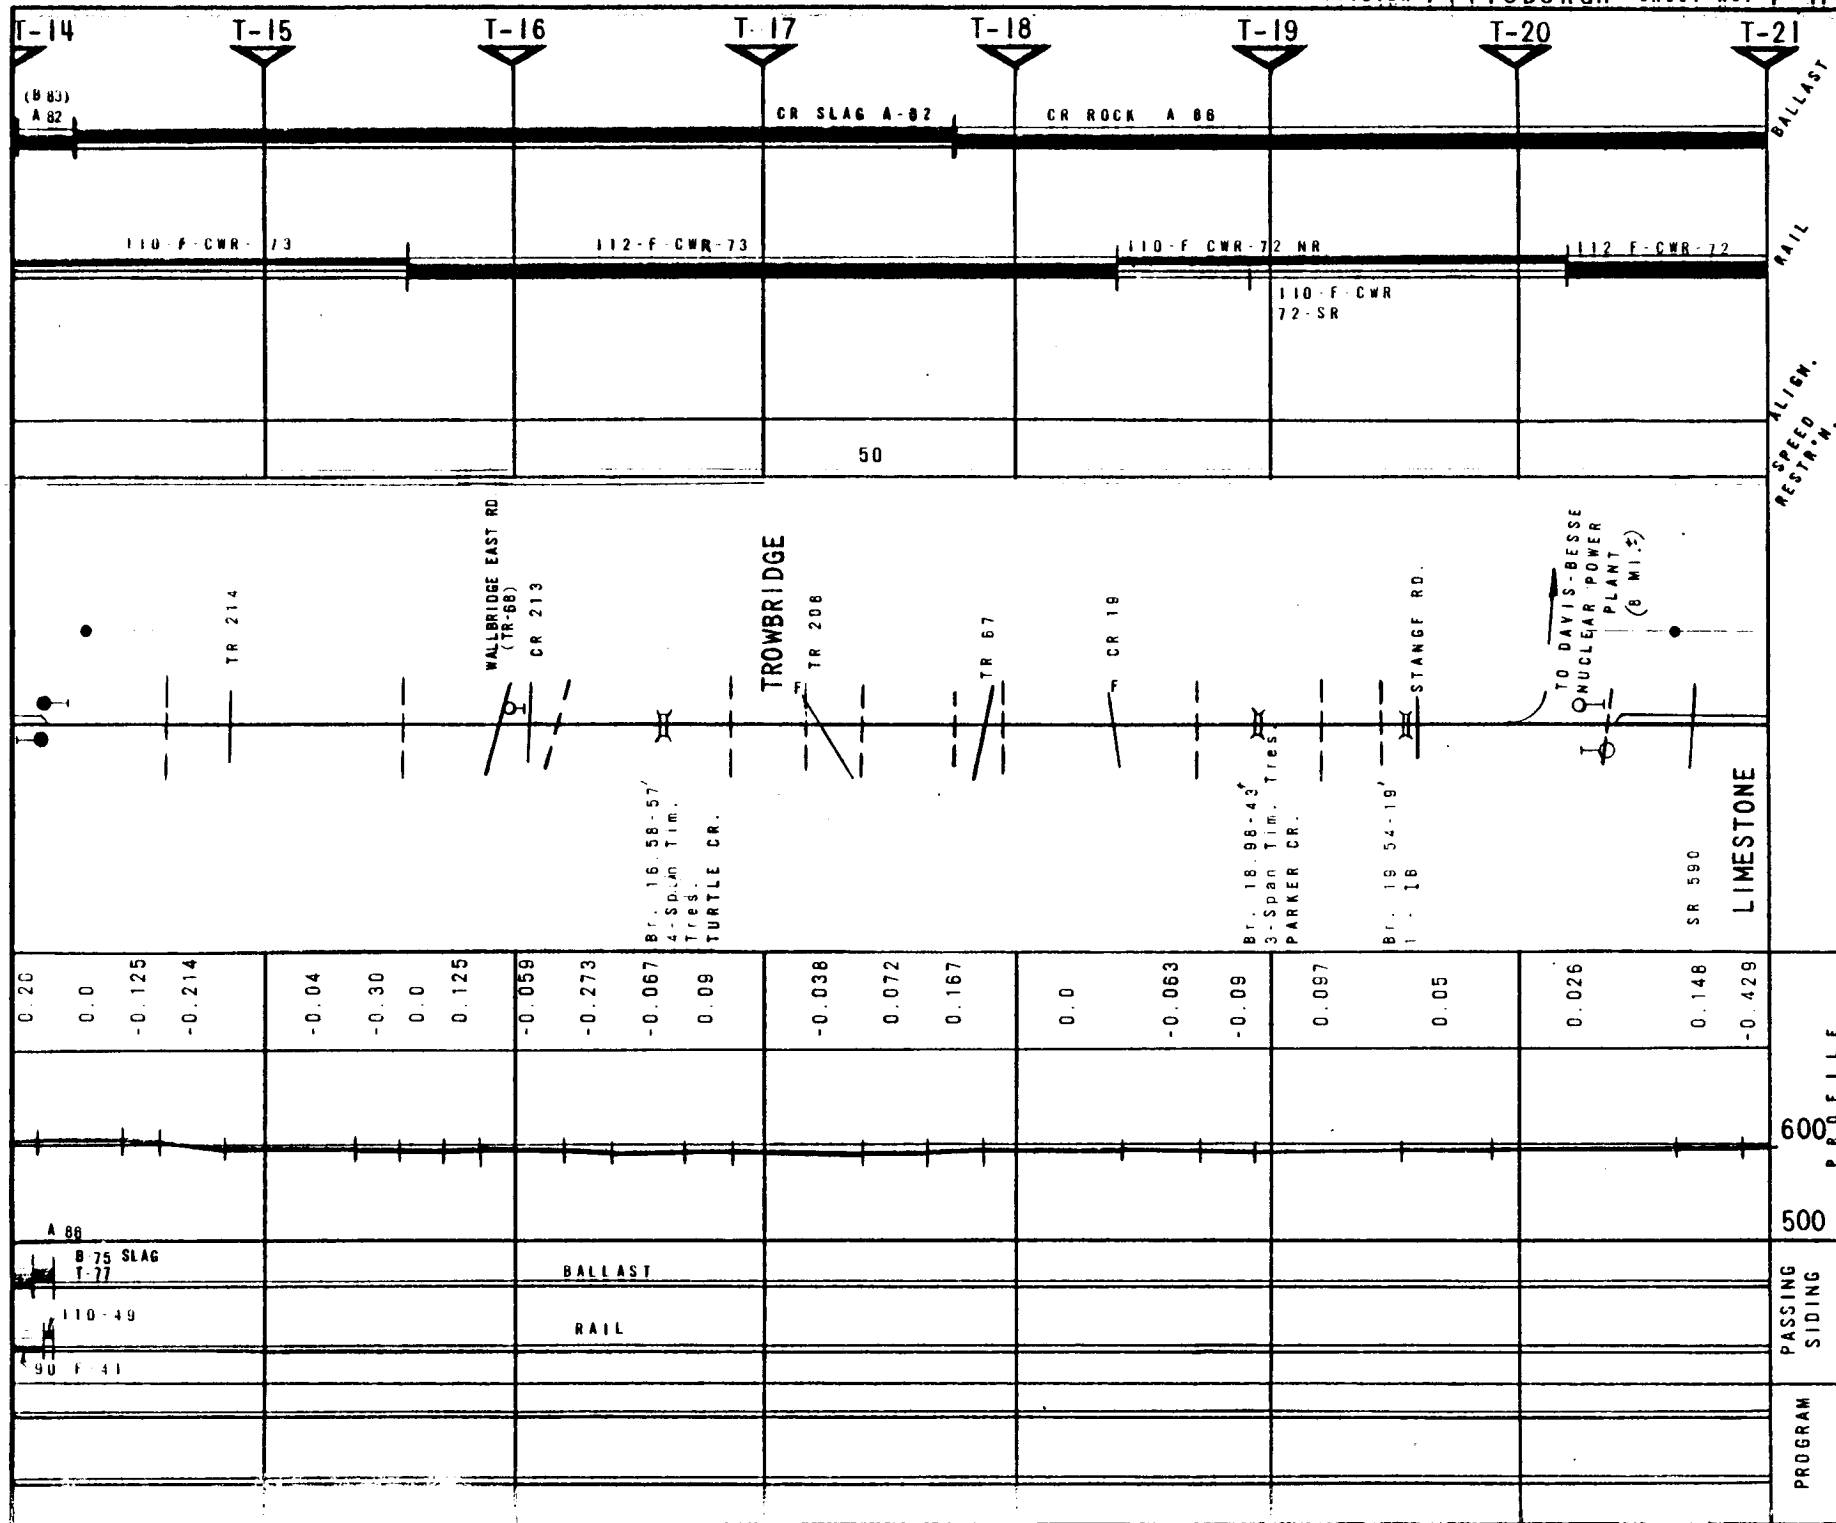 PITTSBURGH
T-14 T-15 T-16 T-17 T-18 T-19 T-20 T-21
(B 83)
A 82
CR SLAG A-82
CR ROCK A 86
BALLAST
110-F-CWR-73
112-F-CWR-73
110-F CWR-72 NR
112 F-CWR-72
110-F-CWR
72-SR
RAIL
ALIGN.
50
SPEED
RESTR'N.
TR 214
WALLBRIDGE EAST RD
(TR-68)
CR 213
TROWBRIDGE
F
TR 208
TR 67
CR 19
F
STANGE RD.
TO DAVIS-BESSE
NUCLEAR POWER
PLANT
(8 MI.±)
Br. 16.58-57'
4-Span Tim.
Tres.
TURTLE CR.
Br. 18.98-43'
3-Span Tim. Tres.
PARKER CR.
Br. 19 54-19'
1 - IB
SR 590
LIMESTONE
0.20 0.0 -0.125 -0.214 -0.04 -0.30 0.0 0.125 -0.059 -0.273 -0.067 0.09 -0.038 0.072 0.167 0.0 -0.063 -0.09 0.097 0.05 0.026 0.148 -0.429
PROFILE
600
500
A 86
B-75 SLAG
T-77
BALLAST
110-49
RAIL
90 F-41
PASSING
SIDING
PROGRAM